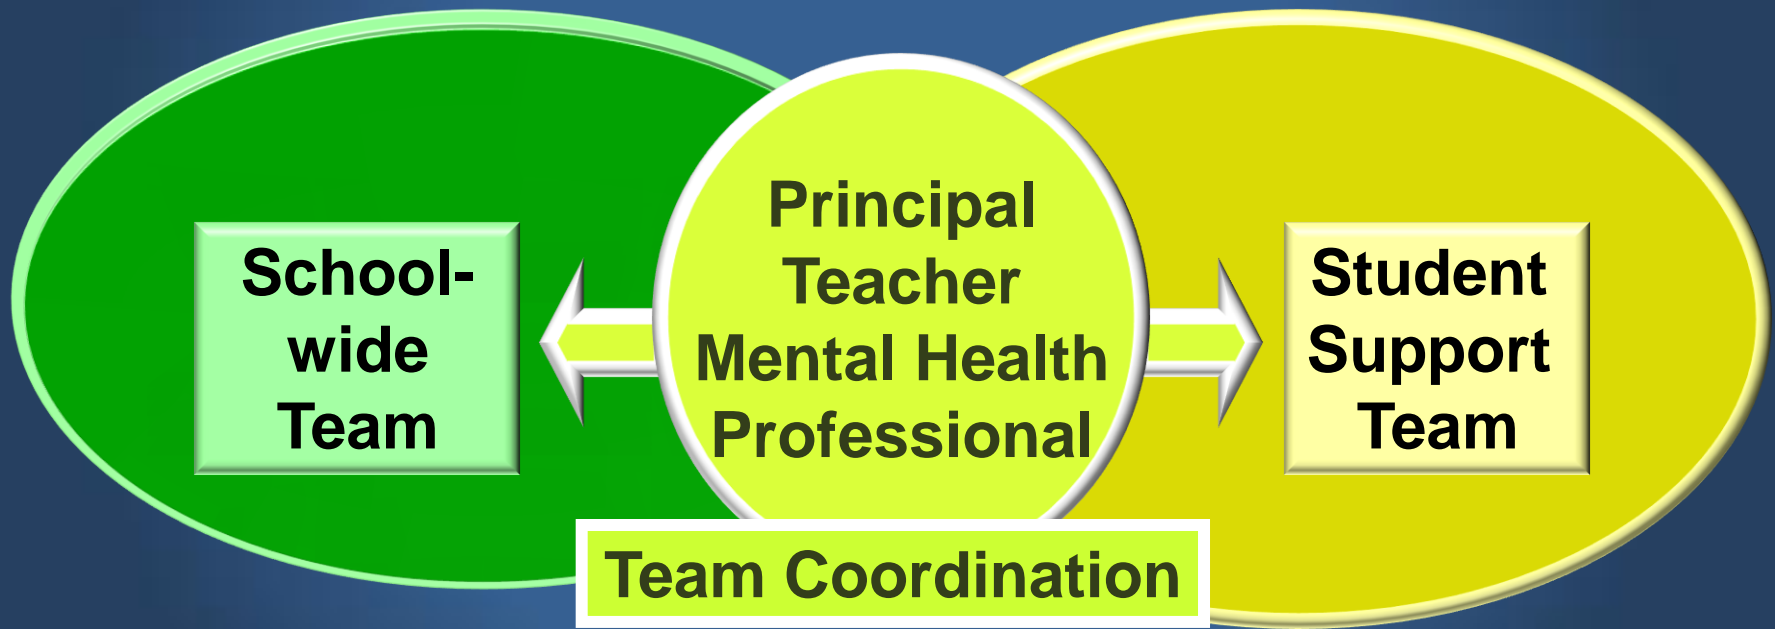 School-
wide
Team
Principal
Teacher
Mental Health
Professional
Student
Support
Team
Team Coordination